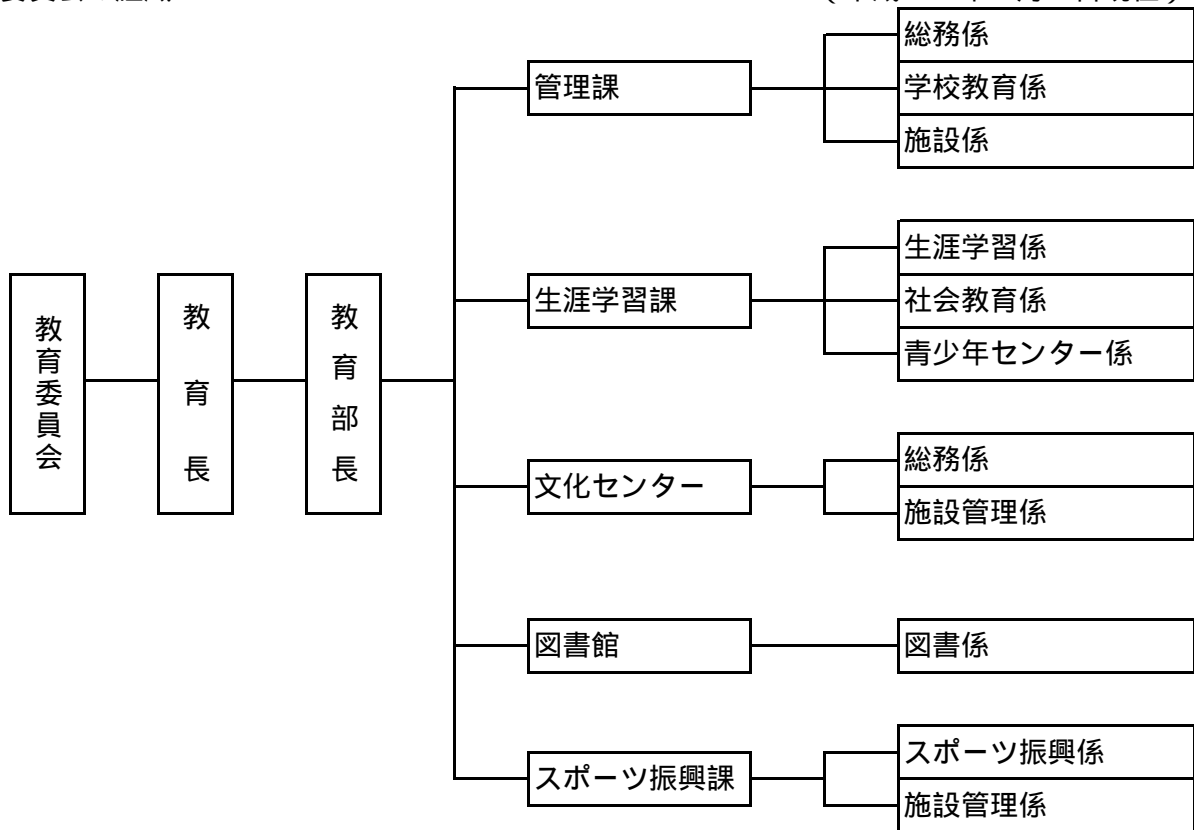 総務係
管理課
学校教育係
施設係
生涯学習係
生涯学習課
社会教育係
青少年センター係
教育委員会
教育長
教育部長
総務係
文化センター
施設管理係
図書館
図書係
スポーツ振興係
スポーツ振興課
施設管理係